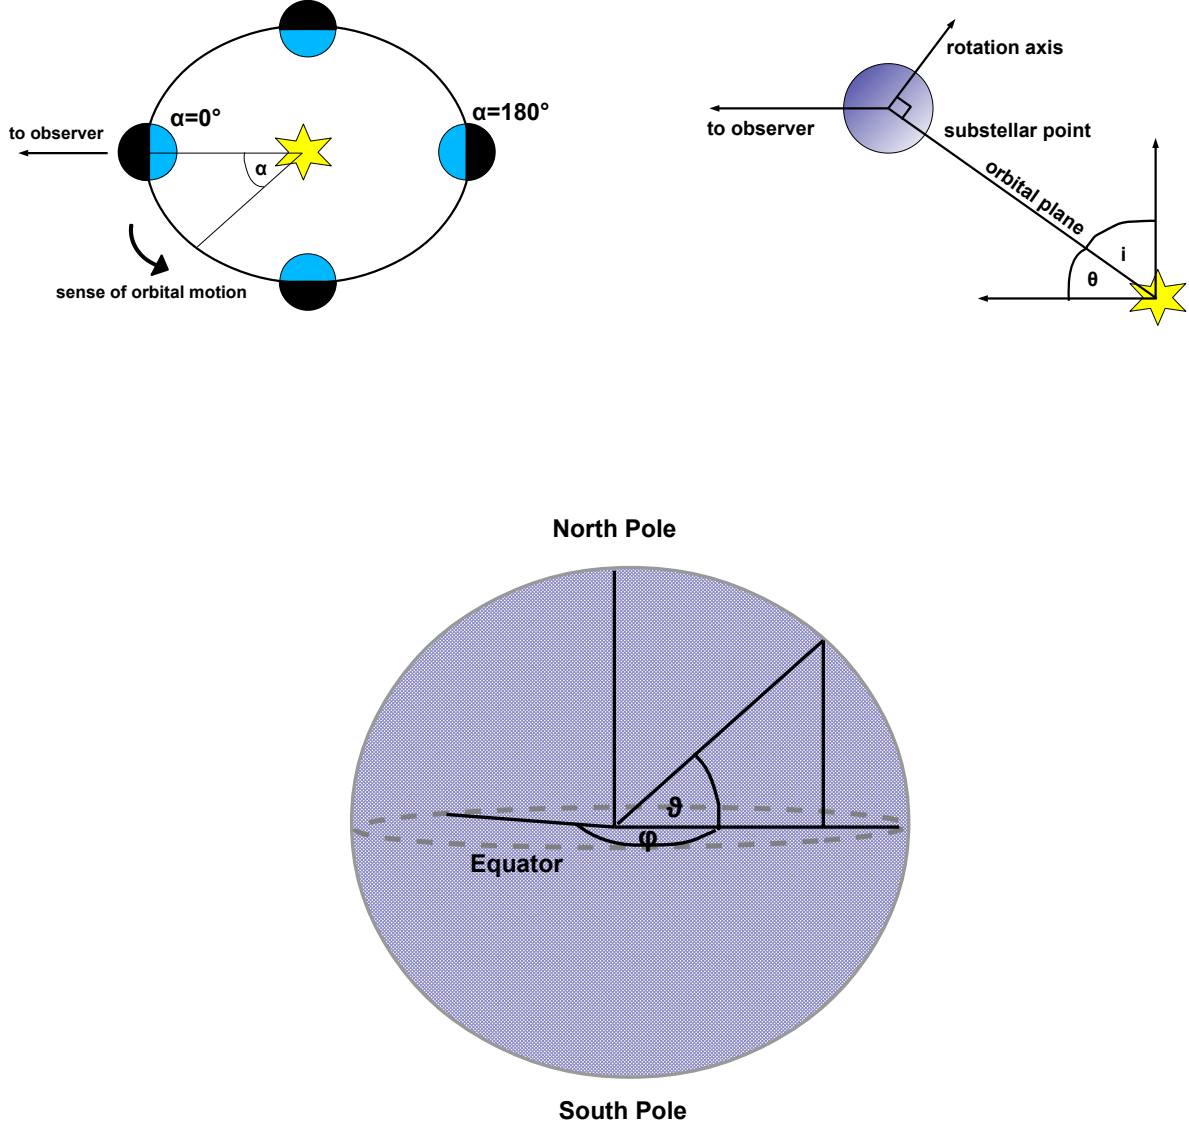 α=0°
α=180°
to observer
α
sense of orbital motion
rotation axis
to observer
substellar point
orbital plane
i
θ
North Pole
ϑ
φ
Equator
South Pole